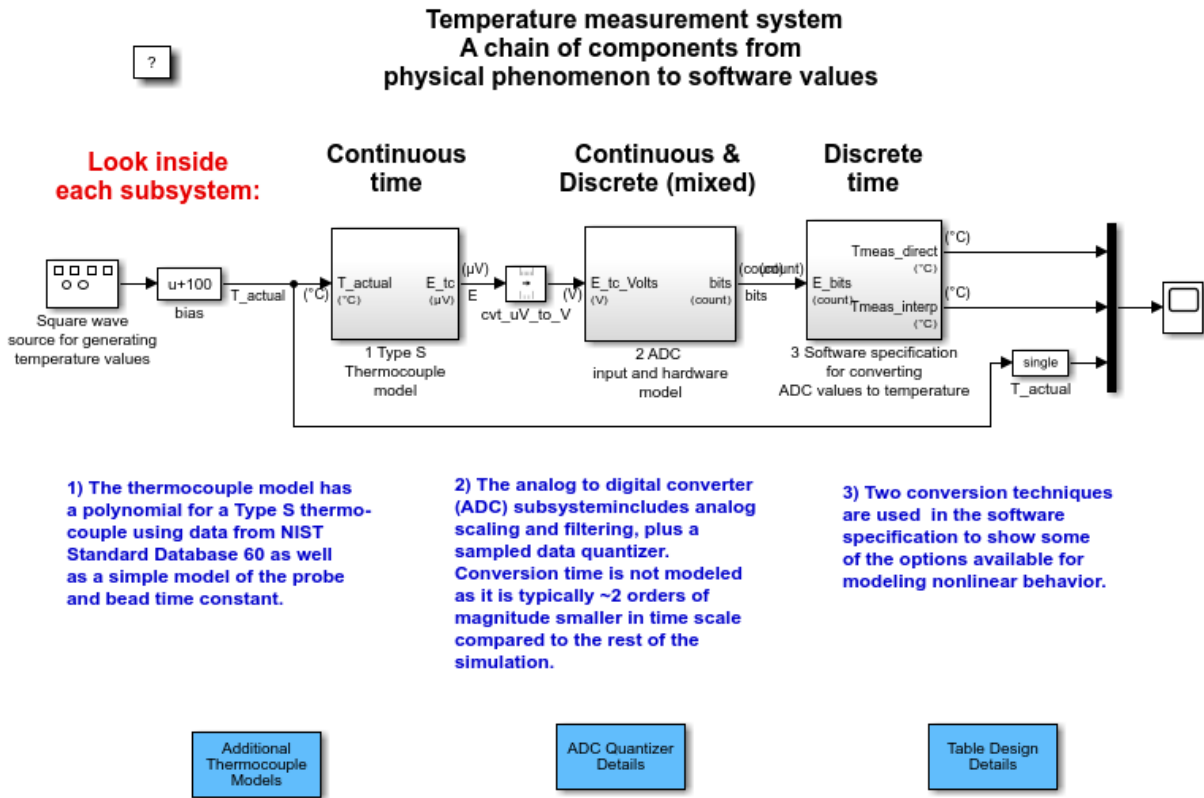 Temperature measurement system
A chain of components from
physical phenomenon to software values
?
Look inside
each subsystem:
Continuous
time
Continuous &
Discrete (mixed)
Discrete
time
Square wave
source for generating
temperature values
u+100
bias
T_actual
(°C)
T_actual
(°C)
E_tc
(µV)
1 Type S
Thermocouple
model
(µV)
E
cvt_uV_to_V
(V)
E_tc_Volts
(V)
bits
(count)
2 ADC
input and hardware
model
(count)
(count)
bits
E_bits
(count)
Tmeas_direct
(°C)
Tmeas_interp
(°C)
3 Software specification
for converting
ADC values to temperature
(°C)
(°C)
single
T_actual
1) The thermocouple model has
a polynomial for a Type S thermo-
couple using data from NIST
Standard Database 60 as well
as a simple model of the probe
and bead time constant.
2) The analog to digital converter
(ADC) subsystemincludes analog
scaling and filtering, plus a
sampled data quantizer.
Conversion time is not modeled
as it is typically ~2 orders of
magnitude smaller in time scale
compared to the rest of the
simulation.
3) Two conversion techniques
are used in the software
specification to show some
of the options available for
modeling nonlinear behavior.
Additional
Thermocouple
Models
ADC Quantizer
Details
Table Design
Details